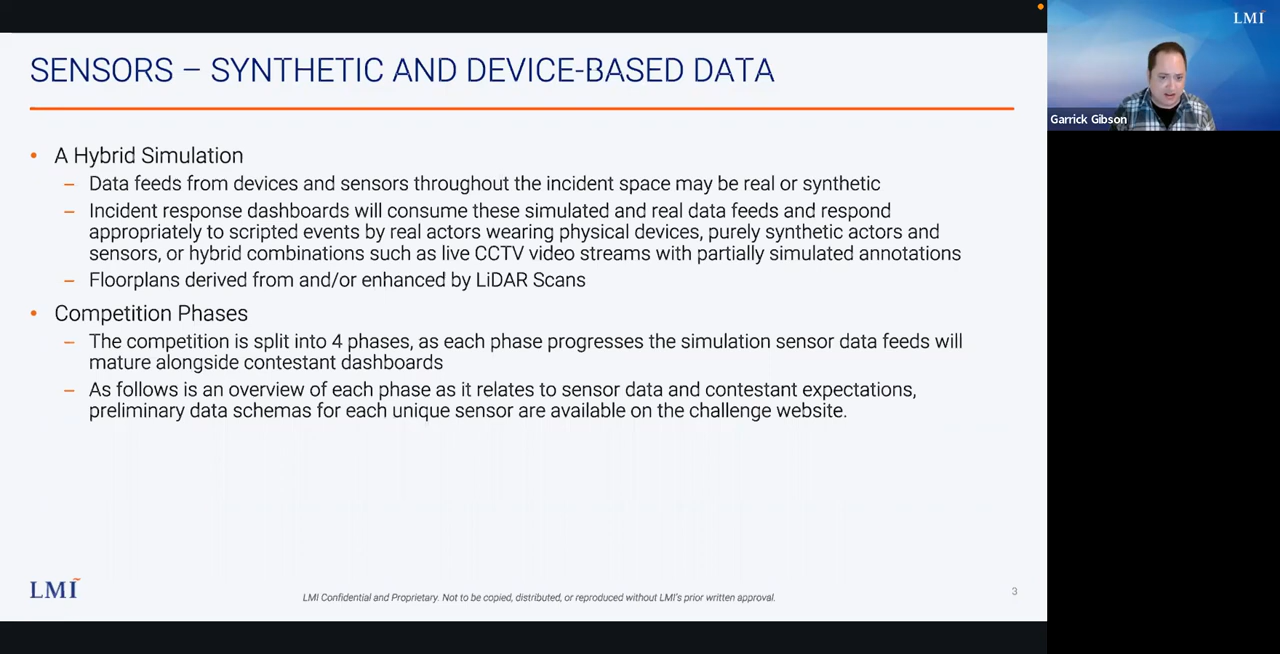 SENSORS – SYNTHETIC AND DEVICE-BASED DATA
• A Hybrid Simulation
– Data feeds from devices and sensors throughout the incident space may be real or synthetic
– Incident response dashboards will consume these simulated and real data feeds and respond
appropriately to scripted events by real actors wearing physical devices, purely synthetic actors and
sensors, or hybrid combinations such as live CCTV video streams with partially simulated annotations
– Floorplans derived from and/or enhanced by LiDAR Scans
• Competition Phases
– The competition is split into 4 phases, as each phase progresses the simulation sensor data feeds will
mature alongside contestant dashboards
– As follows is an overview of each phase as it relates to sensor data and contestant expectations,
preliminary data schemas for each unique sensor are available on the challenge website.
LMI
LMI Confidential and Proprietary. Not to be copied, distributed, or reproduced without LMI's prior written approval.
3
LMI
Garrick Gibson